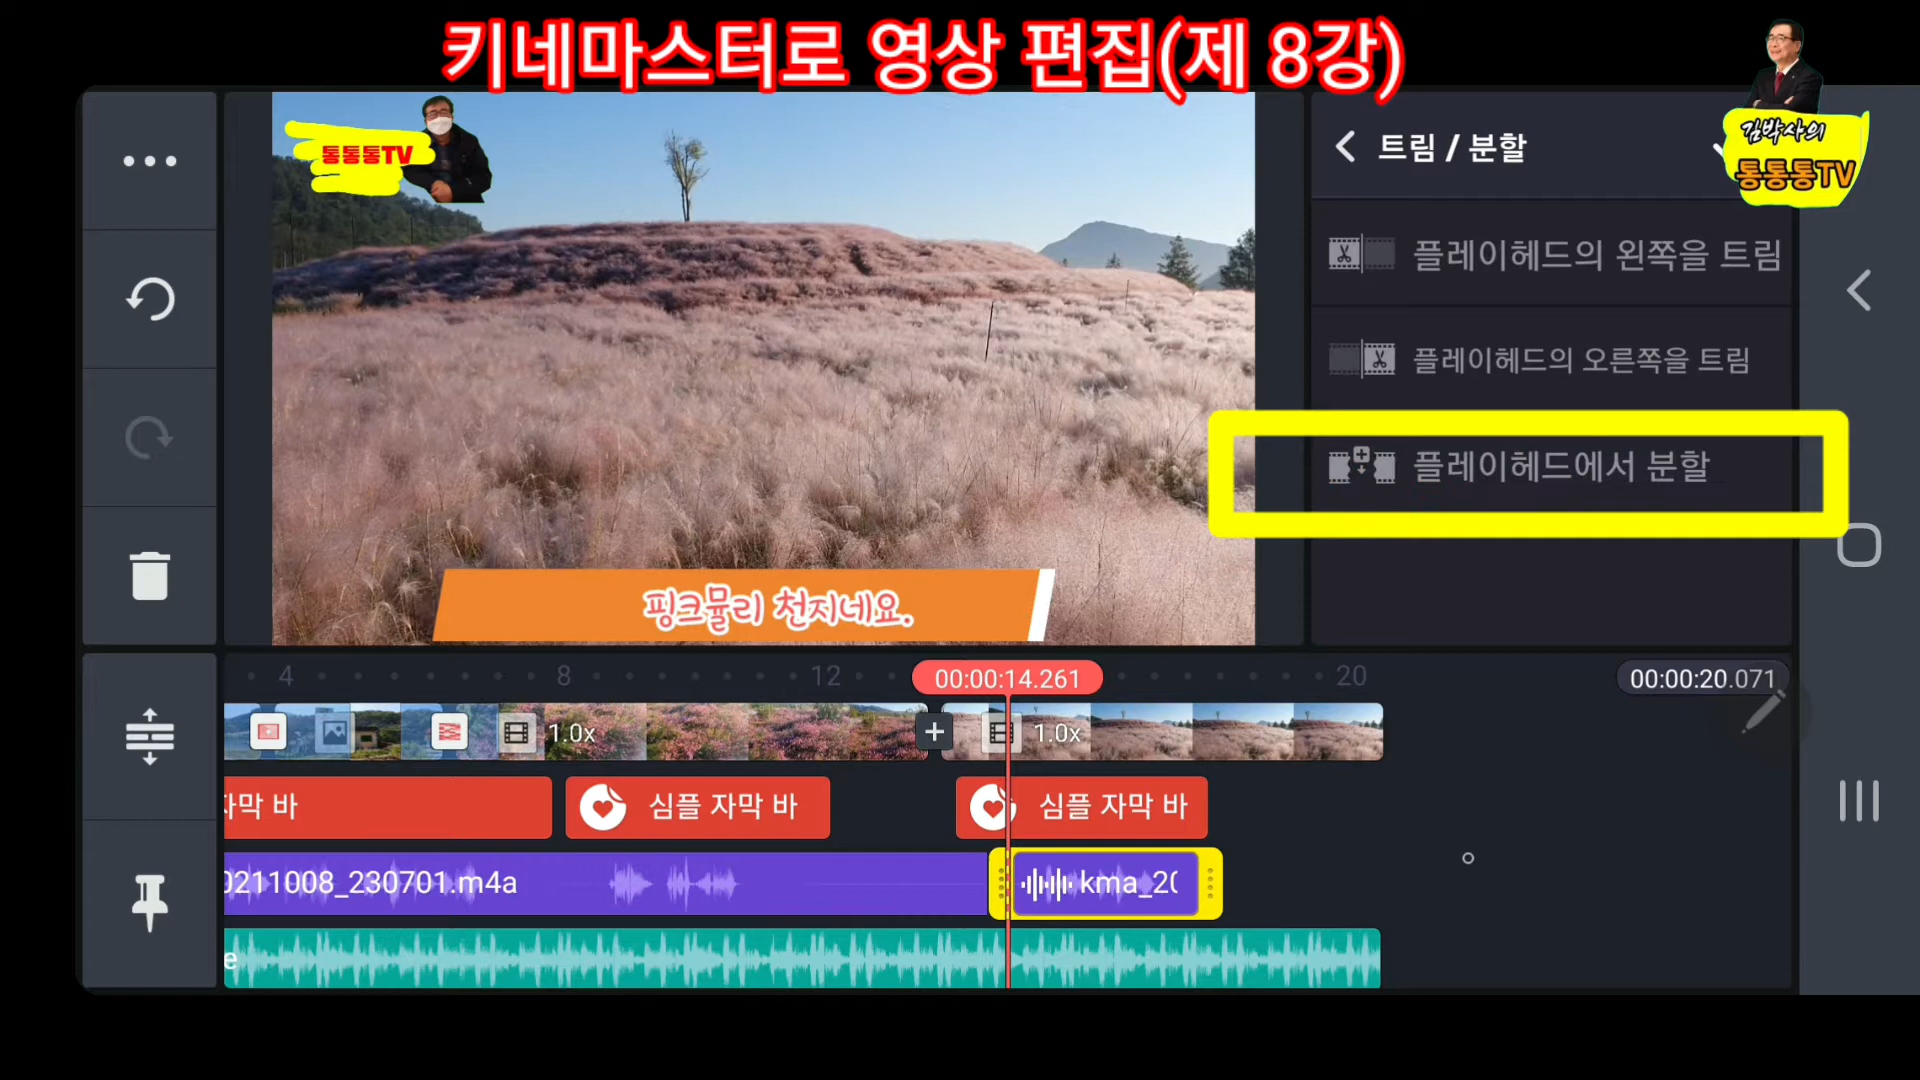 키네마스터로 영상 편집(제 8강)
김박사의
통통통TV
통통통TV
트림 / 분할
플레이헤드의 왼쪽을 트림
플레이헤드의 오른쪽을 트림
플레이헤드에서 분할
핑크뮬리 천지네요.
4
8
12
00:00:14.261
20
00:00:20.071
1.0x
1.0x
자막 바
심플 자막 바
심플 자막 바
0211008_230701.m4a
kma_20
e